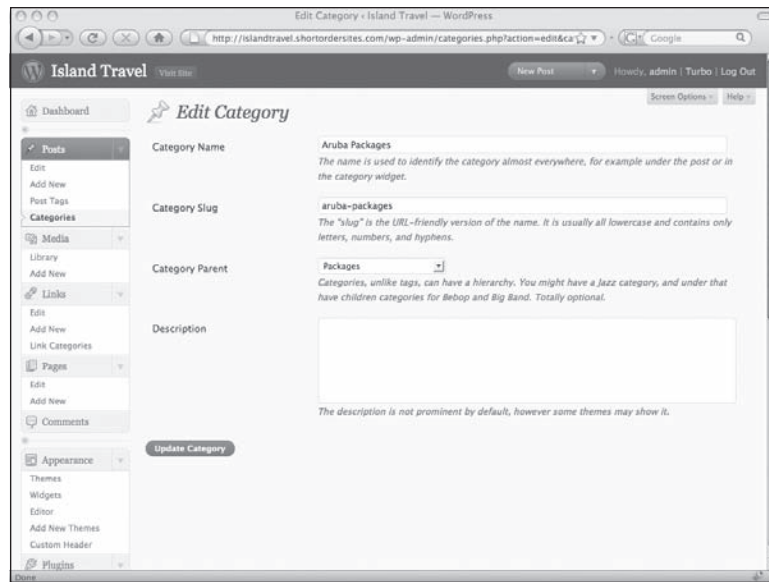 Edit Category ‹ Island Travel — WordPress
http://islandtravel.shortordersites.com/wp-admin/categories.php?action=edit&ca
Google
Island Travel
Visit Site
New Post
Howdy, admin | Turbo | Log Out
Screen Options
Help
Dashboard
Edit Category
Posts
Edit
Add New
Post Tags
Categories
Media
Library
Add New
Links
Edit
Add New
Link Categories
Pages
Edit
Add New
Comments
Appearance
Themes
Widgets
Editor
Add New Themes
Custom Header
Plugins
Category Name
Aruba Packages
The name is used to identify the category almost everywhere, for example under the post or in
the category widget.
Category Slug
aruba-packages
The "slug" is the URL-friendly version of the name. It is usually all lowercase and contains only
letters, numbers, and hyphens.
Category Parent
Packages
Categories, unlike tags, can have a hierarchy. You might have a Jazz category, and under that
have children categories for Bebop and Big Band. Totally optional.
Description
The description is not prominent by default, however some themes may show it.
Update Category
Done